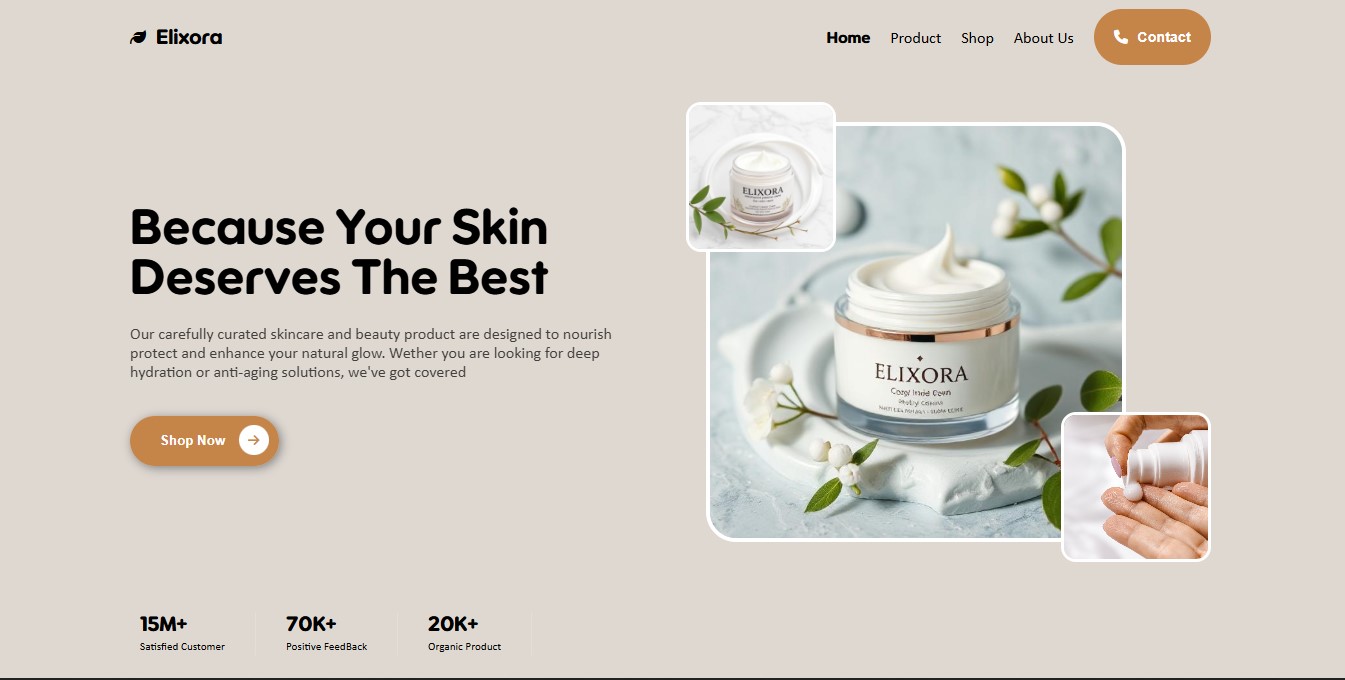 Elixora
Home Product Shop About Us Contact
Because Your Skin
Deserves The Best
Our carefully curated skincare and beauty product are designed to nourish
protect and enhance your natural glow. Wether you are looking for deep
hydration or anti-aging solutions, we've got covered
Shop Now
ELIXORA
ELIXORA
15M+ 70K+ 20K+
Satisfied Customer Positive FeedBack Organic Product